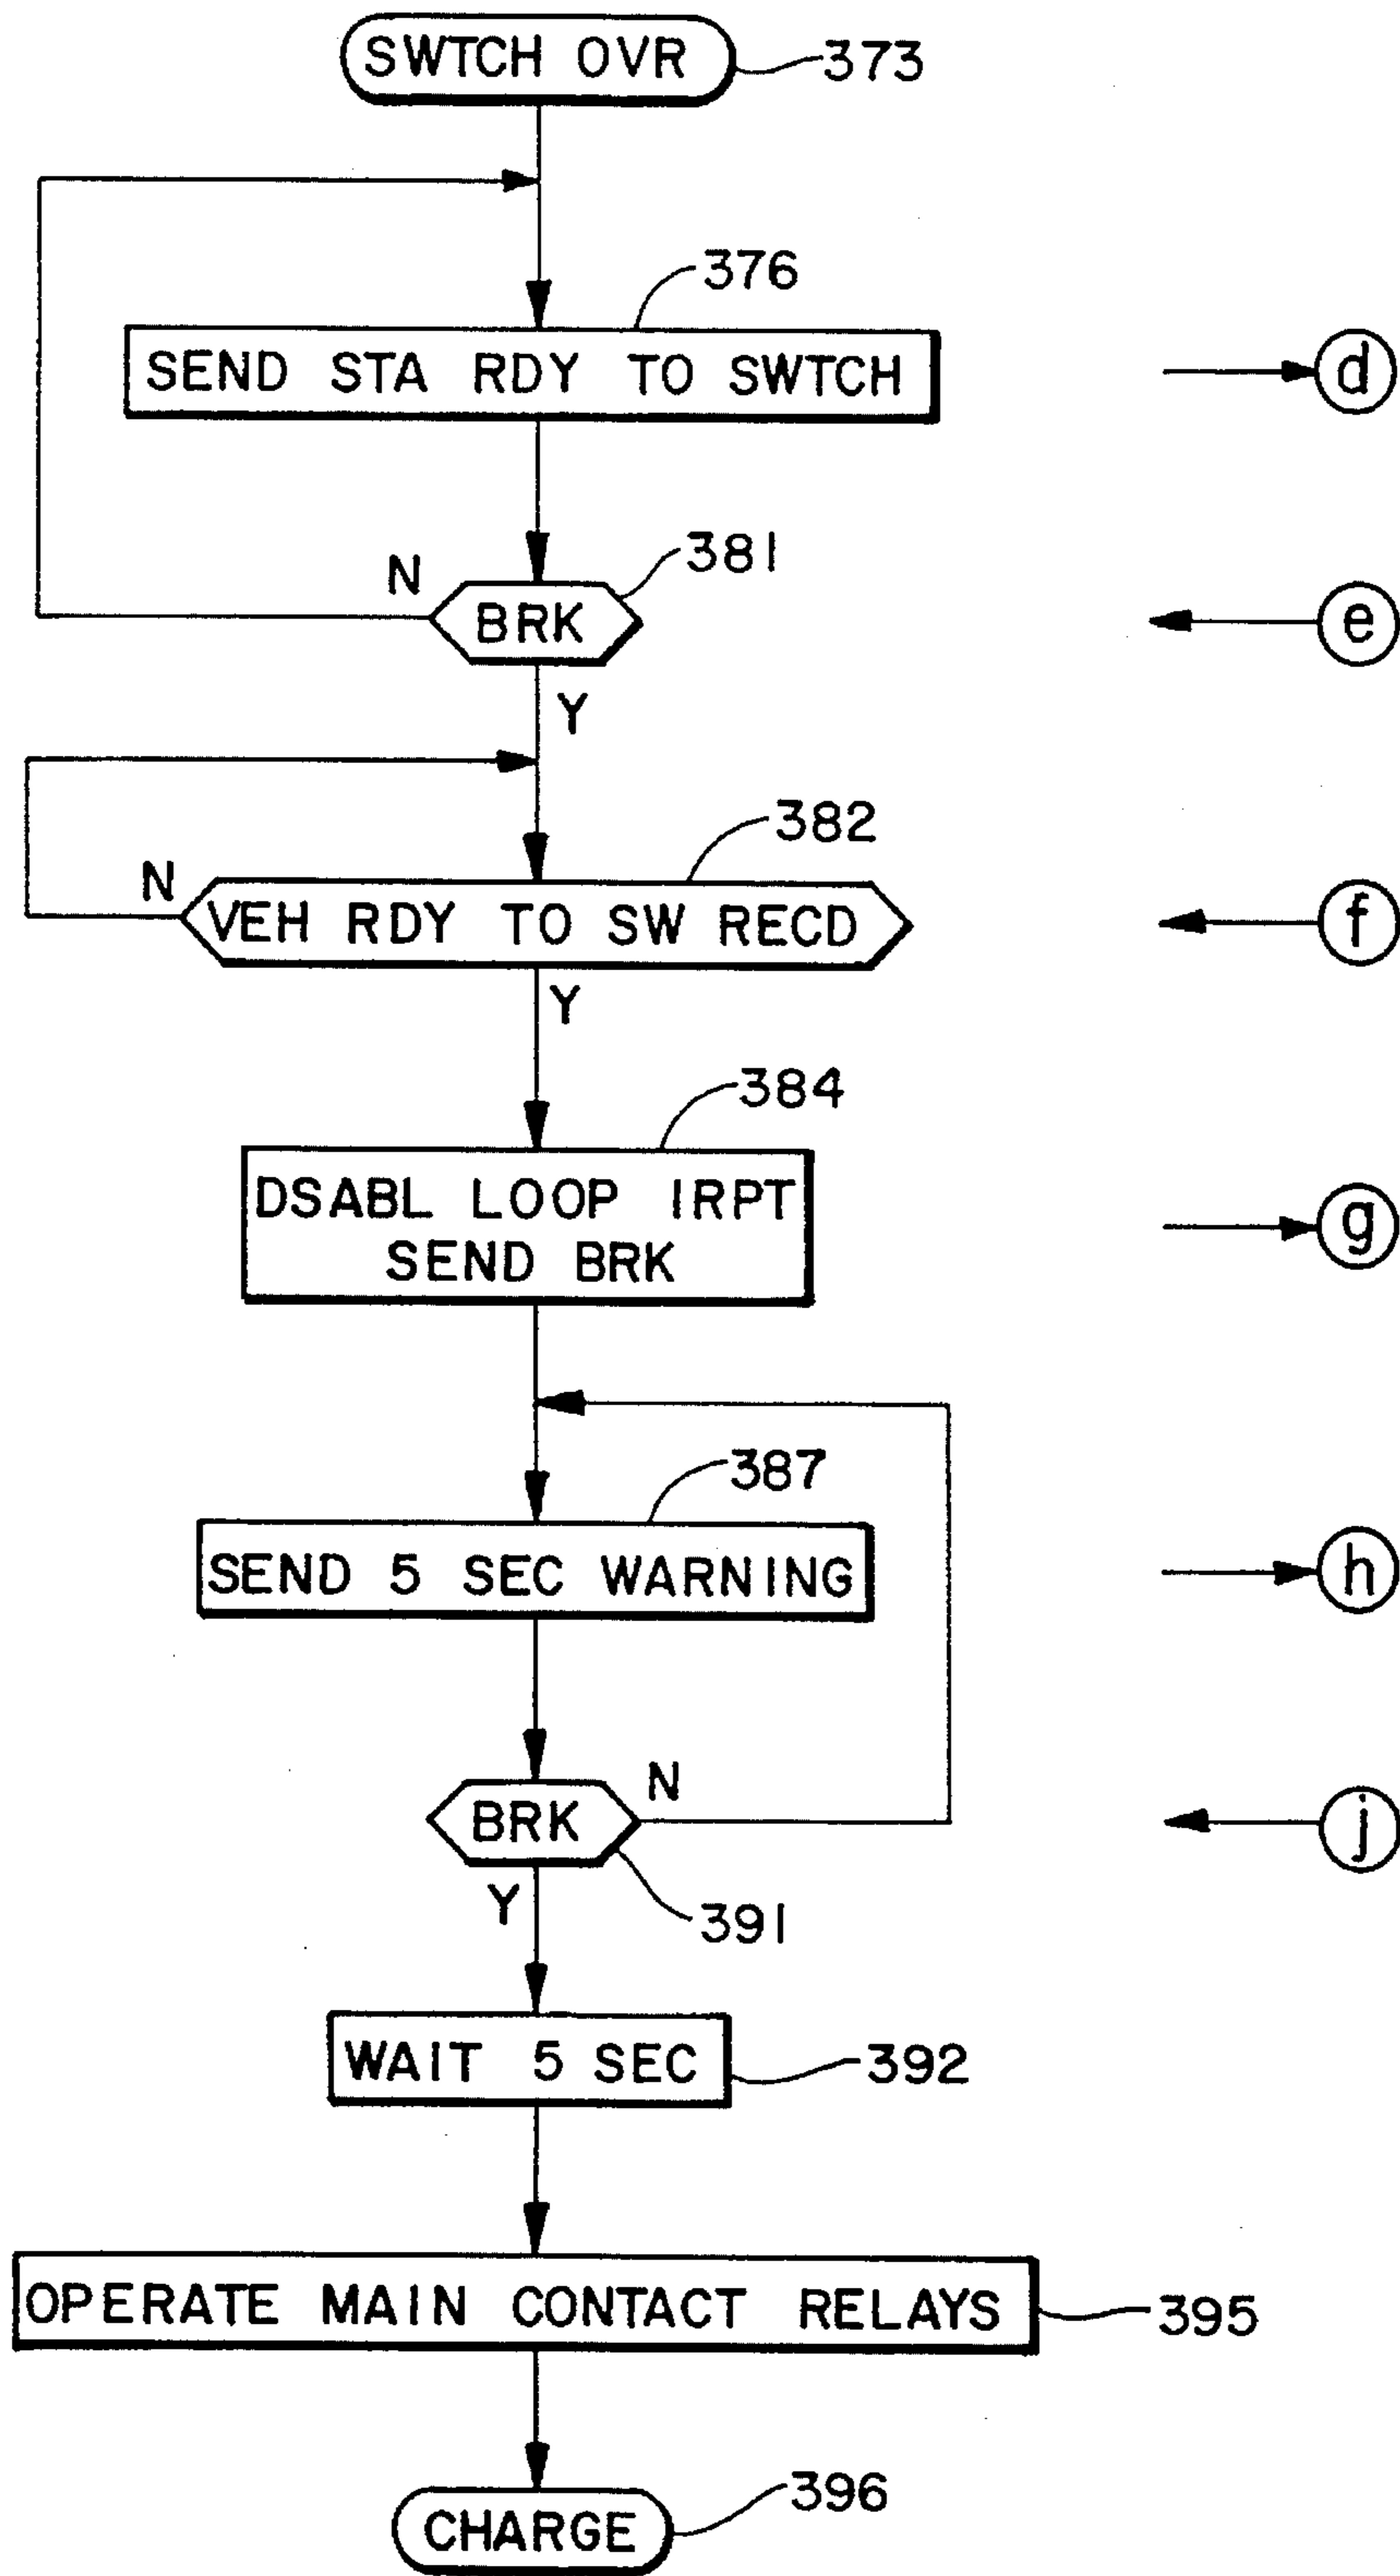 SWTCH OVR 373
376
SEND STA RDY TO SWTCH d
N 381
BRK e
Y
382
N VEH RDY TO SW RECD f
Y
384
DSABL LOOP IRPT
SEND BRK
g
387
SEND 5 SEC WARNING h
BRK N j
Y 391
WAIT 5 SEC 392
OPERATE MAIN CONTACT RELAYS 395
CHARGE 396